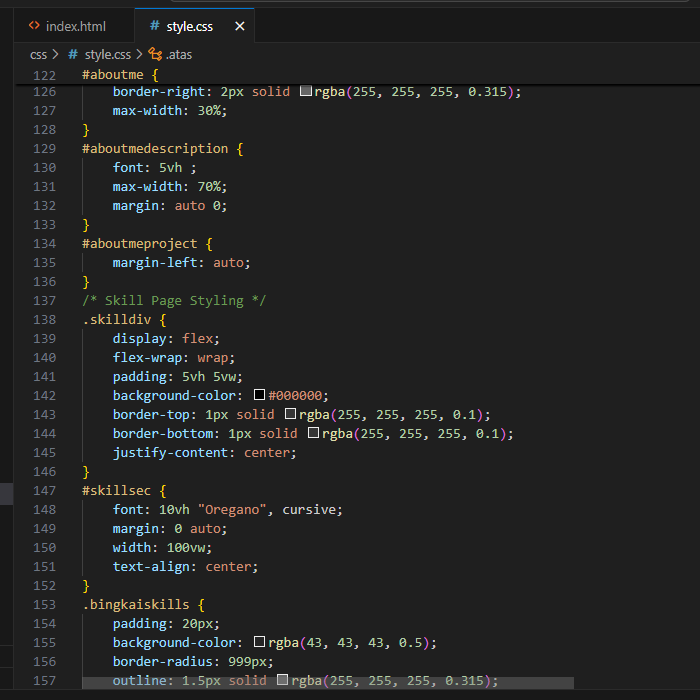 index.html style.css
css style.css .atas
122 #aboutme {
126 border-right: 2px solid rgba(255, 255, 255, 0.315);
127 max-width: 30%;
128 }
129 #aboutmedescription {
130 font: 5vh ;
131 max-width: 70%;
132 margin: auto 0;
133 }
134 #aboutmeproject {
135 margin-left: auto;
136 }
137 /* Skill Page Styling */
138 .skilldiv {
139 display: flex;
140 flex-wrap: wrap;
141 padding: 5vh 5vw;
142 background-color: #000000;
143 border-top: 1px solid rgba(255, 255, 255, 0.1);
144 border-bottom: 1px solid rgba(255, 255, 255, 0.1);
145 justify-content: center;
146 }
147 #skillsec {
148 font: 10vh "Oregano", cursive;
149 margin: 0 auto;
150 width: 100vw;
151 text-align: center;
152 }
153 .bingkaiskills {
154 padding: 20px;
155 background-color: rgba(43, 43, 43, 0.5);
156 border-radius: 999px;
157 outline: 1.5px solid rgba(255, 255, 255, 0.315);